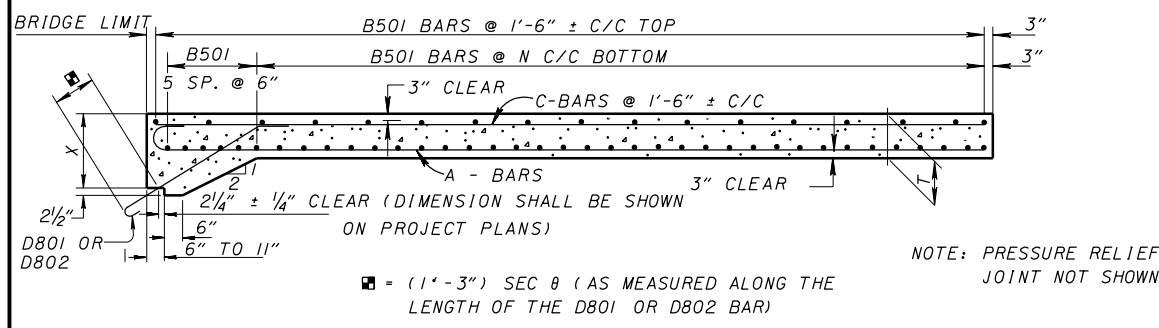 BRIDGE LIMIT
B501 BARS @ 1'-6" ± C/C TOP
3"
B501
B501 BARS @ N C/C BOTTOM
3"
5 SP. @ 6"
3" CLEAR
C-BARS @ 1'-6" ± C/C
X
1
2
A - BARS
3" CLEAR
T
2 1/2"
2 1/4" ± 1/4" CLEAR (DIMENSION SHALL BE SHOWN
ON PROJECT PLANS)
6"
D801 OR
D802
6" TO 11"
NOTE: PRESSURE RELIEF
JOINT NOT SHOWN
= (1'-3") SEC θ (AS MEASURED ALONG THE
LENGTH OF THE D801 OR D802 BAR)